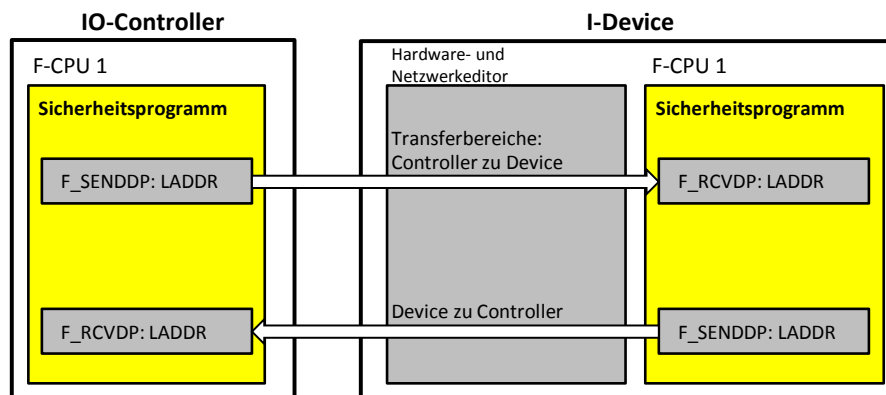 IO-Controller
F-CPU 1
Sicherheitsprogramm
F_SENDDP: LADDR
F_RCVDP: LADDR
I-Device
Hardware- und
Netzwerkeditor
Transferbereiche:
Controller zu Device
Device zu Controller
F-CPU 1
Sicherheitsprogramm
F_RCVDP: LADDR
F_SENDDP: LADDR